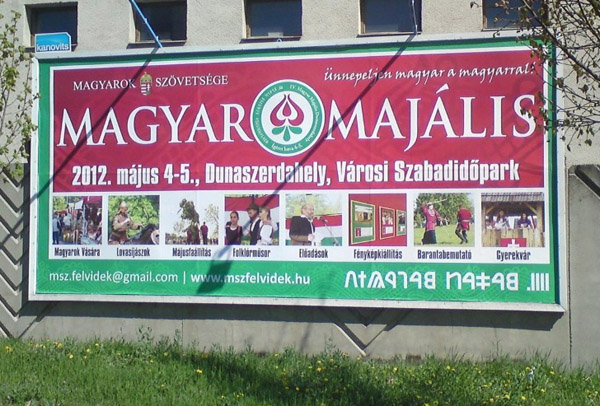 kanovits
MAGYAROK SZÖVETSÉGE
Ünnepeljen magyar a magyarral!
MAGYAR MAJÁLIS
2012. május 4-5., Dunaszerdahely, Városi Szabadidőpark
Magyarok Vására Lovasíjászok Májusfaállítás Folklórműsor Előadások Fényképkiállítás Barantabemutató Gyerekvár
msz.felvidek@gmail.com | www.mszfelvidek.hu